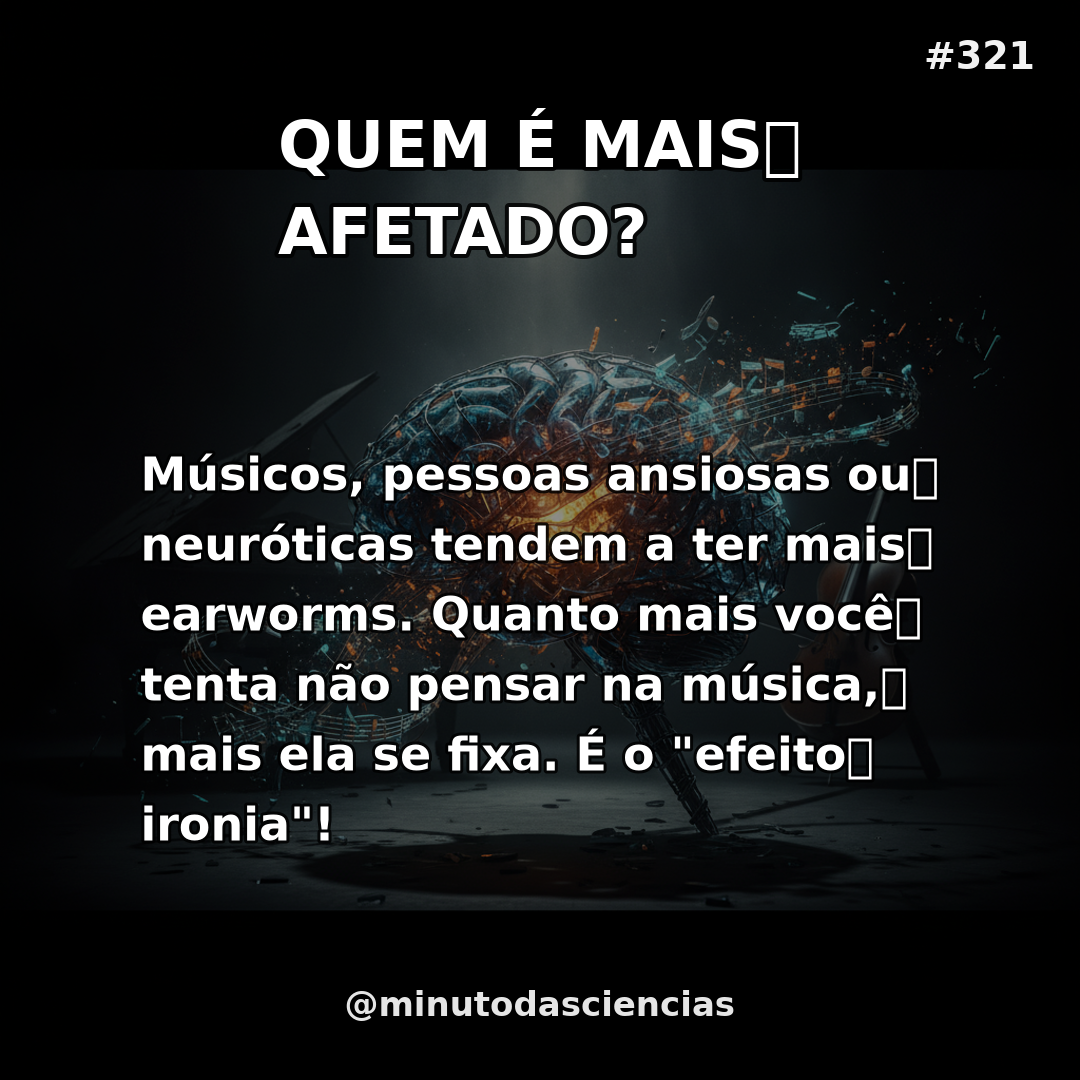 #321
QUEM É MAIS
AFETADO?
Músicos, pessoas ansiosas ou
neuróticas tendem a ter mais
earworms. Quanto mais você
tenta não pensar na música,
mais ela se fixa. É o "efeito
ironia"!
@minutodasciencias